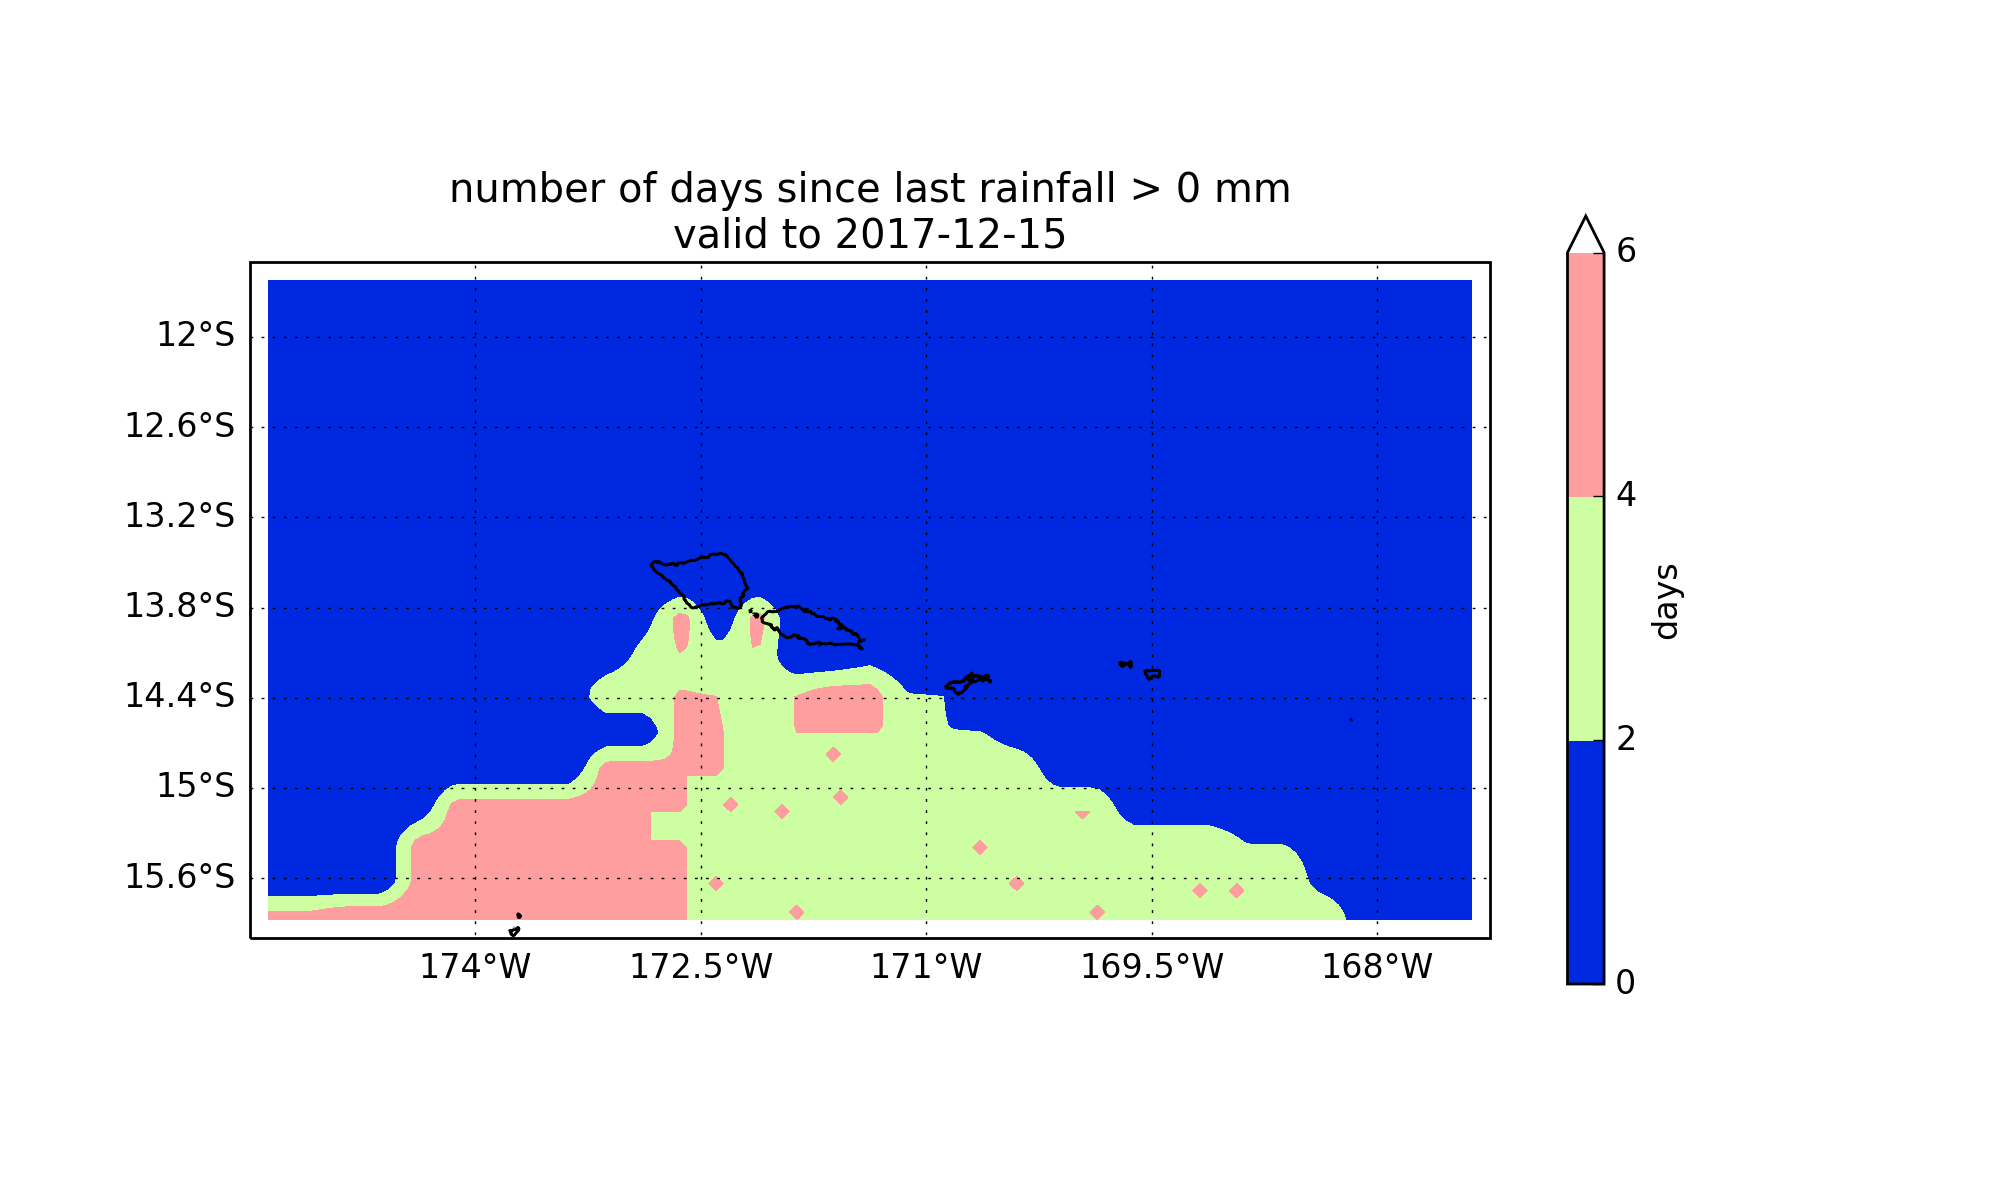 number of days since last rainfall > 0 mm
valid to 2017-12-15
12°S
12.6°S
13.2°S
13.8°S
14.4°S
15°S
15.6°S
174°W
172.5°W
171°W
169.5°W
168°W
6
4
2
0
days